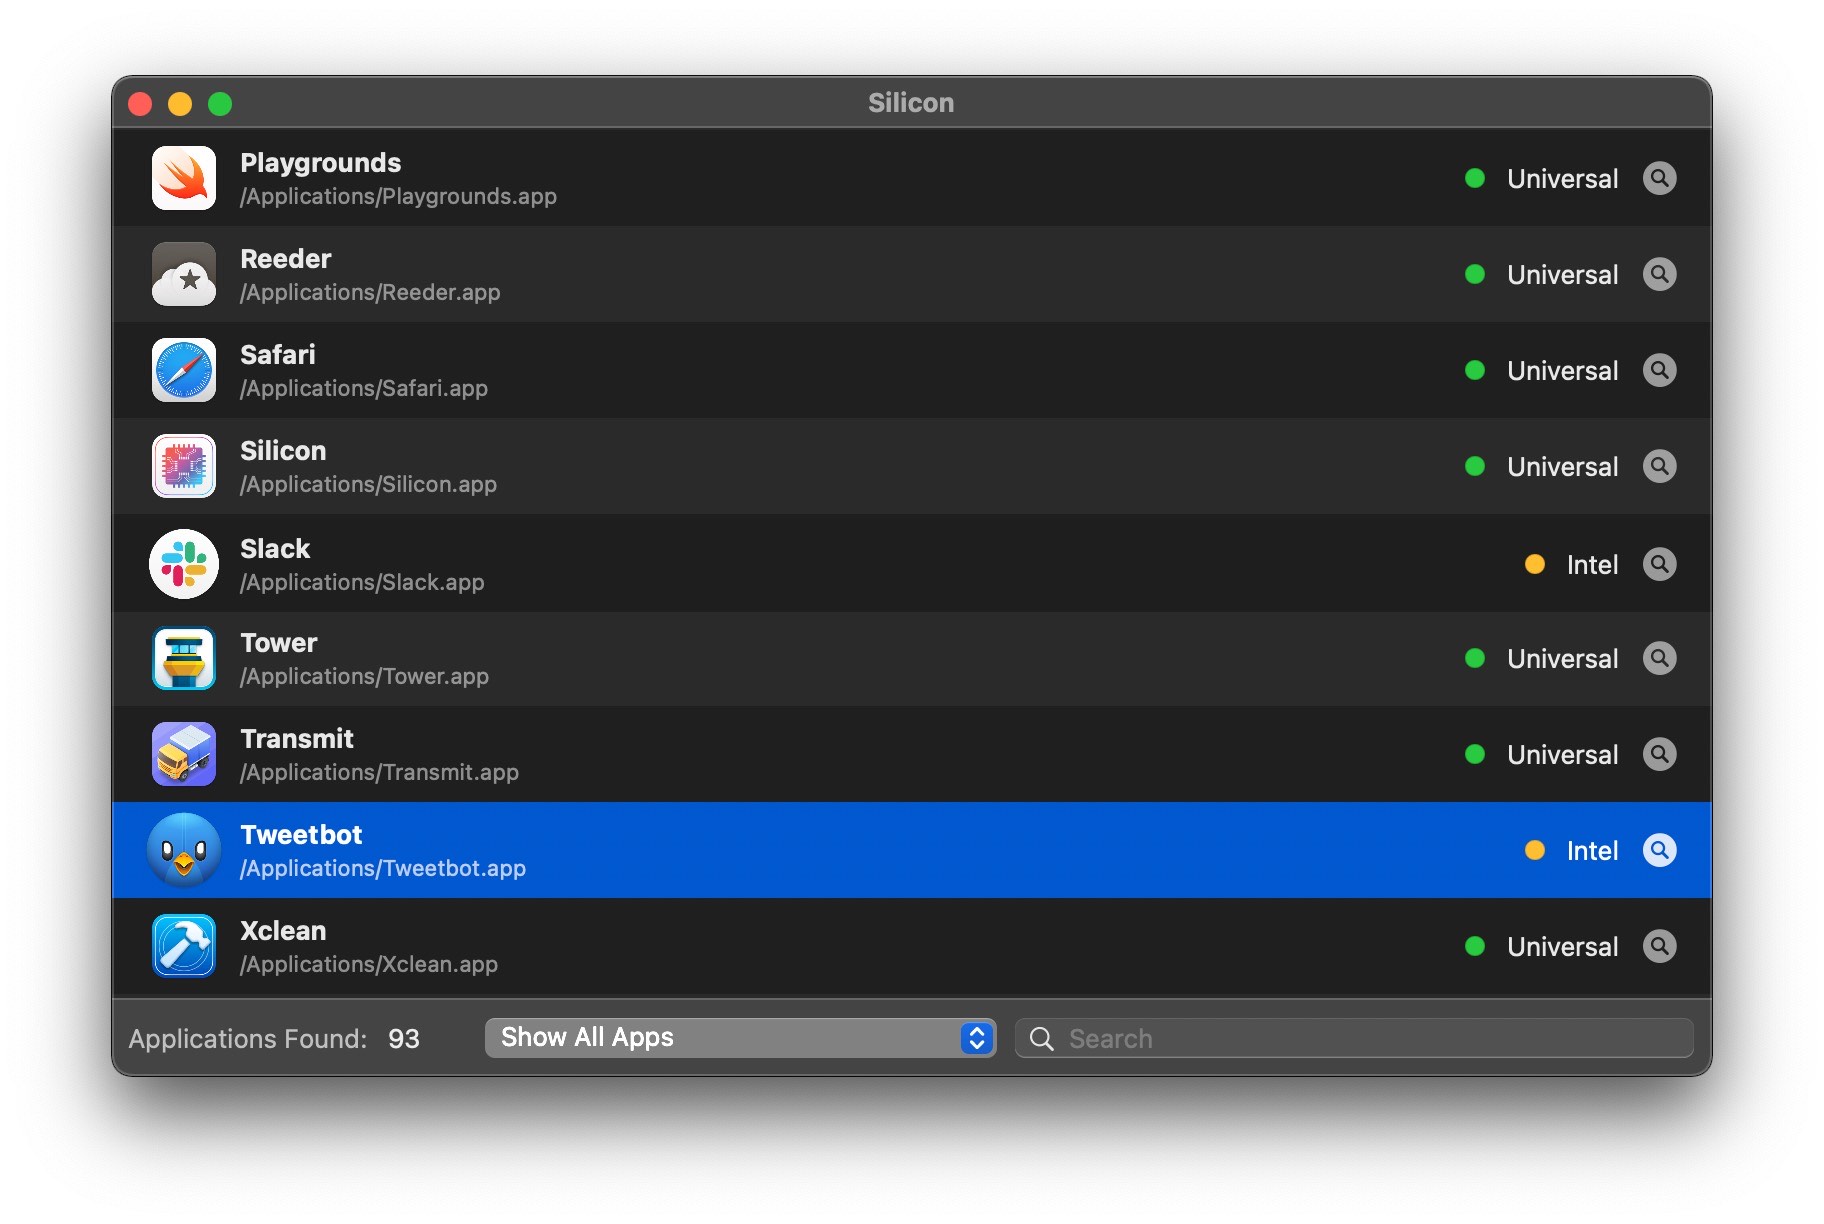 Silicon
Playgrounds
/Applications/Playgrounds.app
Universal
Reeder
/Applications/Reeder.app
Universal
Safari
/Applications/Safari.app
Universal
Silicon
/Applications/Silicon.app
Universal
Slack
/Applications/Slack.app
Intel
Tower
/Applications/Tower.app
Universal
Transmit
/Applications/Transmit.app
Universal
Tweetbot
/Applications/Tweetbot.app
Intel
Xclean
/Applications/Xclean.app
Universal
Applications Found: 93
Show All Apps
Search